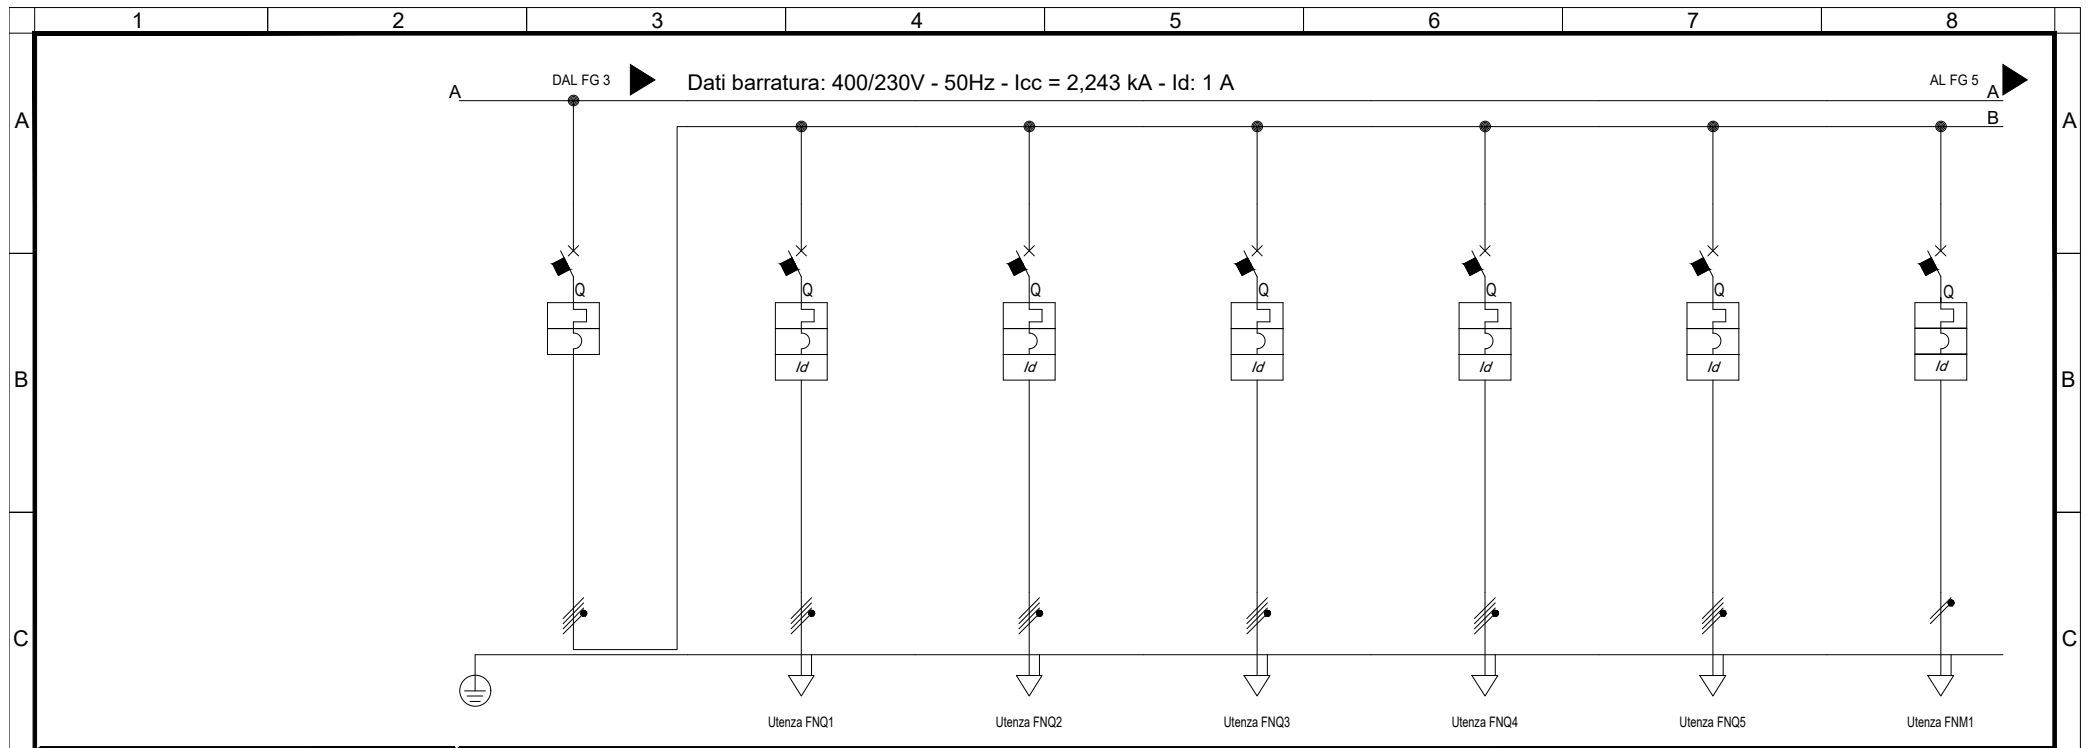 1 2 3 4 5 6 7 8
DAL FG 3 Dati barratura: 400/230V - 50Hz - Icc = 2,243 kA - Id: 1 A AL FG 5
A A
A B A
Q Q Q Q Q Q Q
Id Id Id Id Id Id
B B
C C
Utenza FNQ1 Utenza FNQ2 Utenza FNQ3 Utenza FNQ4 Utenza FNQ5 Utenza FNM1